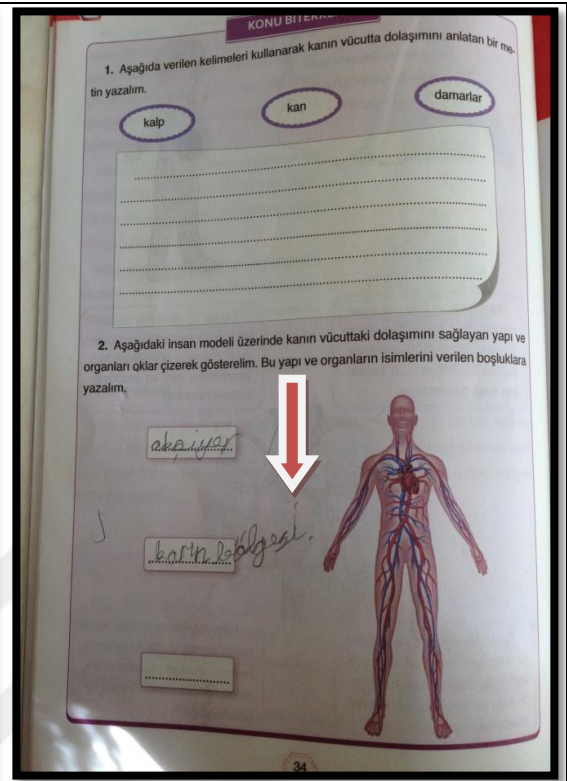 KONU BİTERKEN
1. Aşağıda verilen kelimeleri kullanarak kanın vücutta dolaşımını anlatan bir me-
tin yazalım.
kalp
kan
damarlar
2. Aşağıdaki insan modeli üzerinde kanın vücuttaki dolaşımını sağlayan yapı ve
organları oklar çizerek gösterelim. Bu yapı ve organların isimlerini verilen boşluklara
yazalım.
akciyer
karın bölgesi.
34